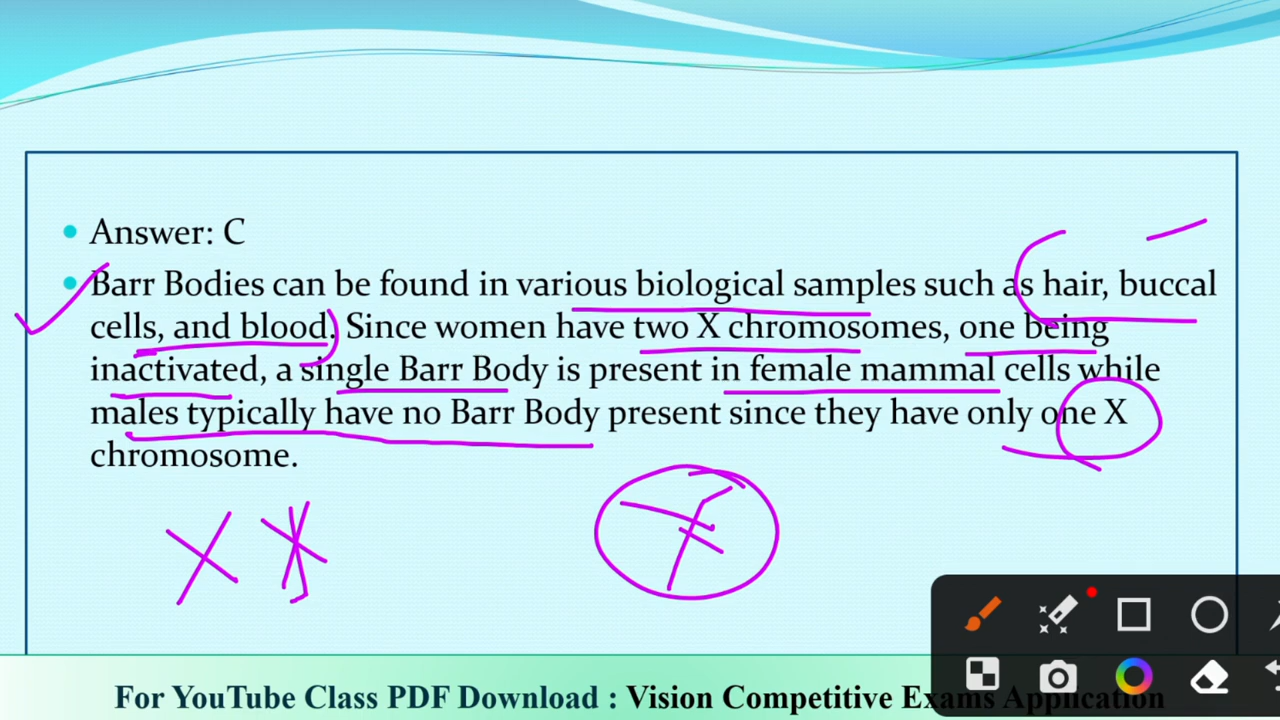 Answer: C
Barr Bodies can be found in various biological samples such as hair, buccal
cells, and blood. Since women have two X chromosomes, one being
inactivated, a single Barr Body is present in female mammal cells while
males typically have no Barr Body present since they have only one X
chromosome.
X X
For YouTube Class PDF Download : Vision Competitive Exams Application